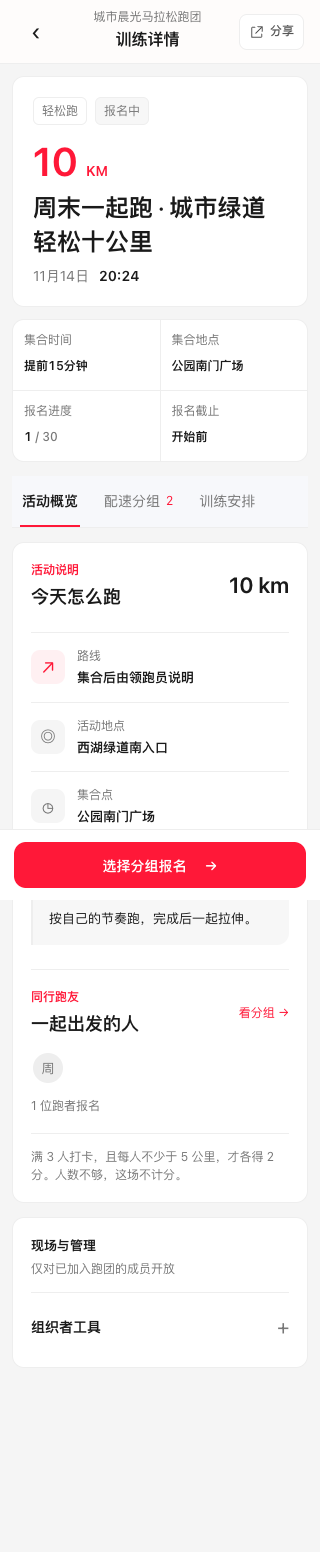 城市晨光马拉松跑团
训练详情
分享
轻松跑 报名中
10 KM
周末一起跑 · 城市绿道
轻松十公里
11月14日 20:24
集合时间 集合地点
提前15分钟 公园南门广场
报名进度 报名截止
1 / 30 开始前
活动概览 配速分组 2 训练安排
活动说明
今天怎么跑 10 km
路线
集合后由领跑员说明
活动地点
西湖绿道南入口
集合点
公园南门广场
选择分组报名 →
按自己的节奏跑，完成后一起拉伸。
同行跑友
一起出发的人 看分组 →
周
1 位跑者报名
满 3 人打卡，且每人不少于 5 公里，才各得 2
分。人数不够，这场不计分。
现场与管理
仅对已加入跑团的成员开放
组织者工具 +